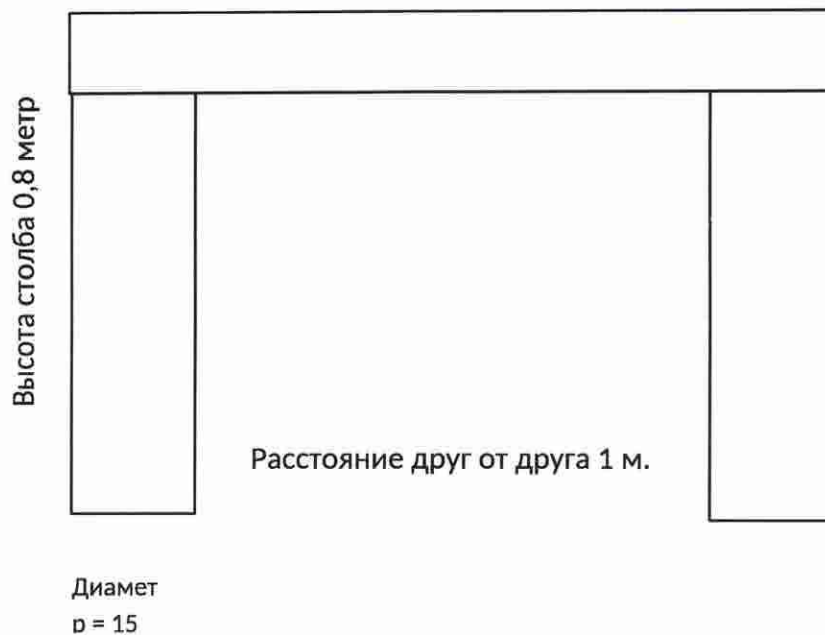 Высота столба 0,8 метр
Расстояние друг от друга 1 м.
Диамет
р = 15